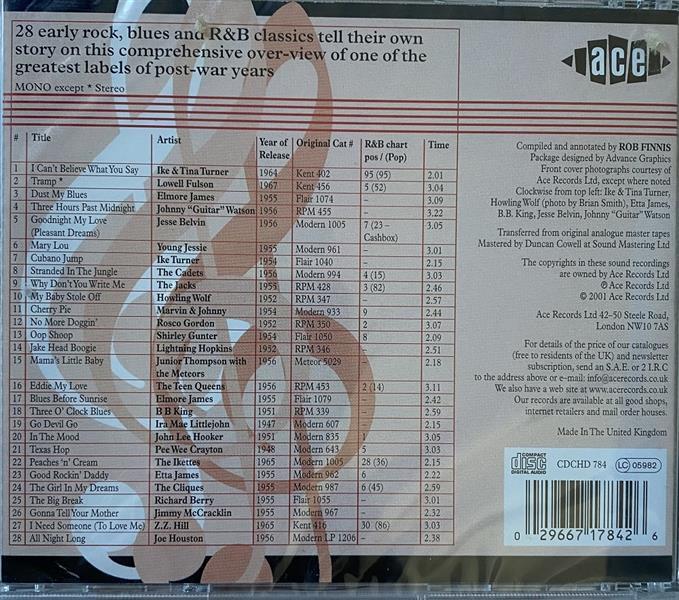 28 early rock, blues and R&B classics tell their own
story on this comprehensive over-view of one of the
greatest labels of post-war years
MONO except * Stereo
ace
# Title Artist Year of Release Original Cat # R&B chart pos / (Pop) Time
1 I Can't Believe What You Say Ike & Tina Turner 1964 Kent 402 95 (95) 2.01
2 Tramp * Lowell Fulson 1967 Kent 456 5 (52) 3.04
3 Dust My Blues Elmore James 1955 Flair 1074 – 3.09
4 Three Hours Past Midnight Johnny "Guitar" Watson 1956 RPM 455 – 3.22
5 Goodnight My Love (Pleasant Dreams) Jesse Belvin 1956 Modern 1005 7 (23 – Cashbox) 3.05
6 Mary Lou Young Jessie 1955 Modern 961 – 3.01
7 Cubano Jump Ike Turner 1954 Flair 1040 – 2.15
8 Stranded In The Jungle The Cadets 1956 Modern 994 4 (15) 3.03
9 Why Don't You Write Me The Jacks 1955 RPM 428 3 (82) 2.46
10 My Baby Stole Off Howling Wolf 1952 RPM 347 – 2.57
11 Cherry Pie Marvin & Johnny 1954 Modern 933 9 2.44
12 No More Doggin' Rosco Gordon 1952 RPM 350 2 3.07
13 Oop Shoop Shirley Gunter 1954 Flair 1050 8 2.09
14 Jake Head Boogie Lightning Hopkins 1952 RPM 346 – 2.51
15 Mama's Little Baby Junior Thompson with the Meteors 1956 Meteor 5029 – 2.18
16 Eddie My Love The Teen Queens 1956 RPM 453 2 (14) 3.11
17 Blues Before Sunrise Elmore James 1955 Flair 1079 – 2.42
18 Three O' Clock Blues B B King 1951 RPM 339 – 2.59
19 Go Devil Go Ira Mae Littlejohn 1947 Modern 607 – 2.15
20 In The Mood John Lee Hooker 1951 Modern 835 1 3.05
21 Texas Hop Pee Wee Crayton 1948 Modern 643 5 3.03
22 Peaches 'n' Cream The Ikettes 1965 Modern 1005 28 (36) 2.15
23 Good Rockin' Daddy Etta James 1955 Modern 962 6 2.22
24 The Girl In My Dreams The Cliques 1956 Modern 987 6 (45) 2.59
25 The Big Break Richard Berry 1955 Flair 1055 – 3.01
26 Gonna Tell Your Mother Jimmy McCracklin 1955 Modern 967 – 2.32
27 I Need Someone (To Love Me) Z.Z. Hill 1965 Kent 416 30 (86) 3.03
28 All Night Long Joe Houston 1956 Modern LP 1206 – 2.38
Compiled and annotated by ROB FINNIS
Package designed by Advance Graphics
Front cover photographs courtesy of
Ace Records Ltd, except where noted
Clockwise from top left: Ike & Tina Turner,
Howling Wolf (photo by Brian Smith), Etta James,
B.B. King, Jesse Belvin, Johnny "Guitar" Watson
Transferred from original analogue master tapes
Mastered by Duncan Cowell at Sound Mastering Ltd
The copyrights in these sound recordings
are owned by Ace Records Ltd
℗ Ace Records Ltd
© 2001 Ace Records Ltd
Ace Records Ltd 42-50 Steele Road,
London NW10 7AS
For details of the price of our catalogues
(free to residents of the UK) and newsletter
subscription, send an S.A.E. or 2 I.R.C
to the address above or e-mail: info@acerecords.co.uk
We also have a web site at www.acerecords.co.uk
Our records are available at all good shops,
internet retailers and mail order houses.
Made In The United Kingdom
COMPACT disc DIGITAL AUDIO
CDCHD 784
LC 05982
0 29667 17842 6